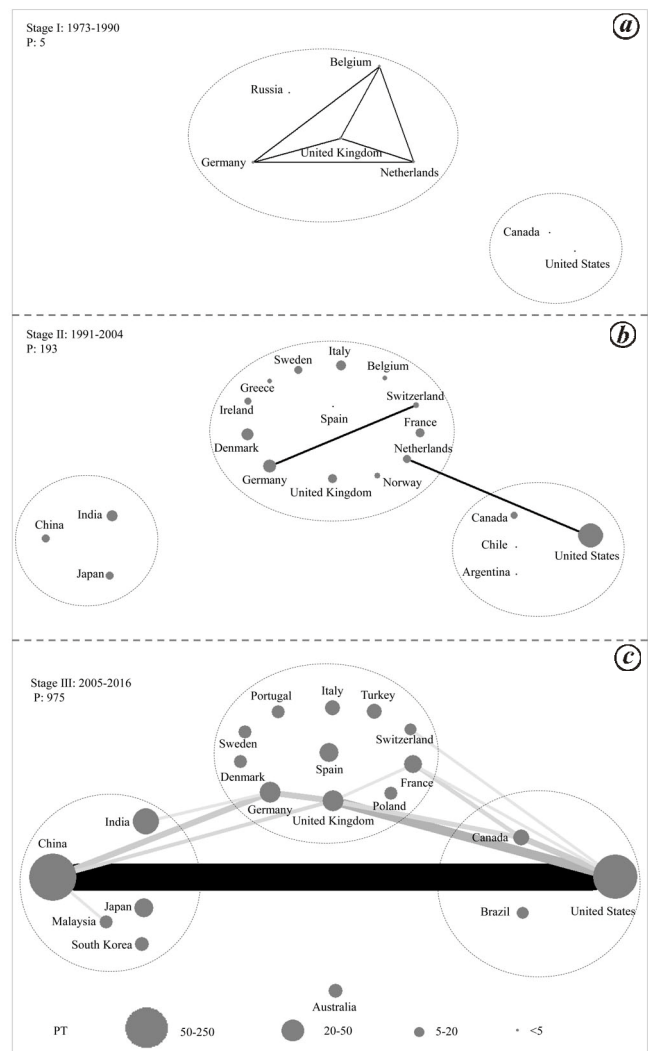 Stage I: 1973-1990
P: 5
a
Belgium
Russia
United Kingdom
Germany
Netherlands
Canada
United States
Stage II: 1991-2004
P: 193
b
Italy
Sweden
Belgium
Greece
Switzerland
Ireland
Spain
France
Denmark
Netherlands
Germany
United Kingdom
Norway
India
China
Japan
Canada
Chile
United States
Argentina
Stage III: 2005-2016
P: 975
c
Portugal
Italy
Turkey
Sweden
Switzerland
Denmark
Spain
France
Germany
United Kingdom
Poland
India
China
Canada
Japan
Malaysia
South Korea
Brazil
United States
Australia
PT 50-250 20-50 5-20 <5